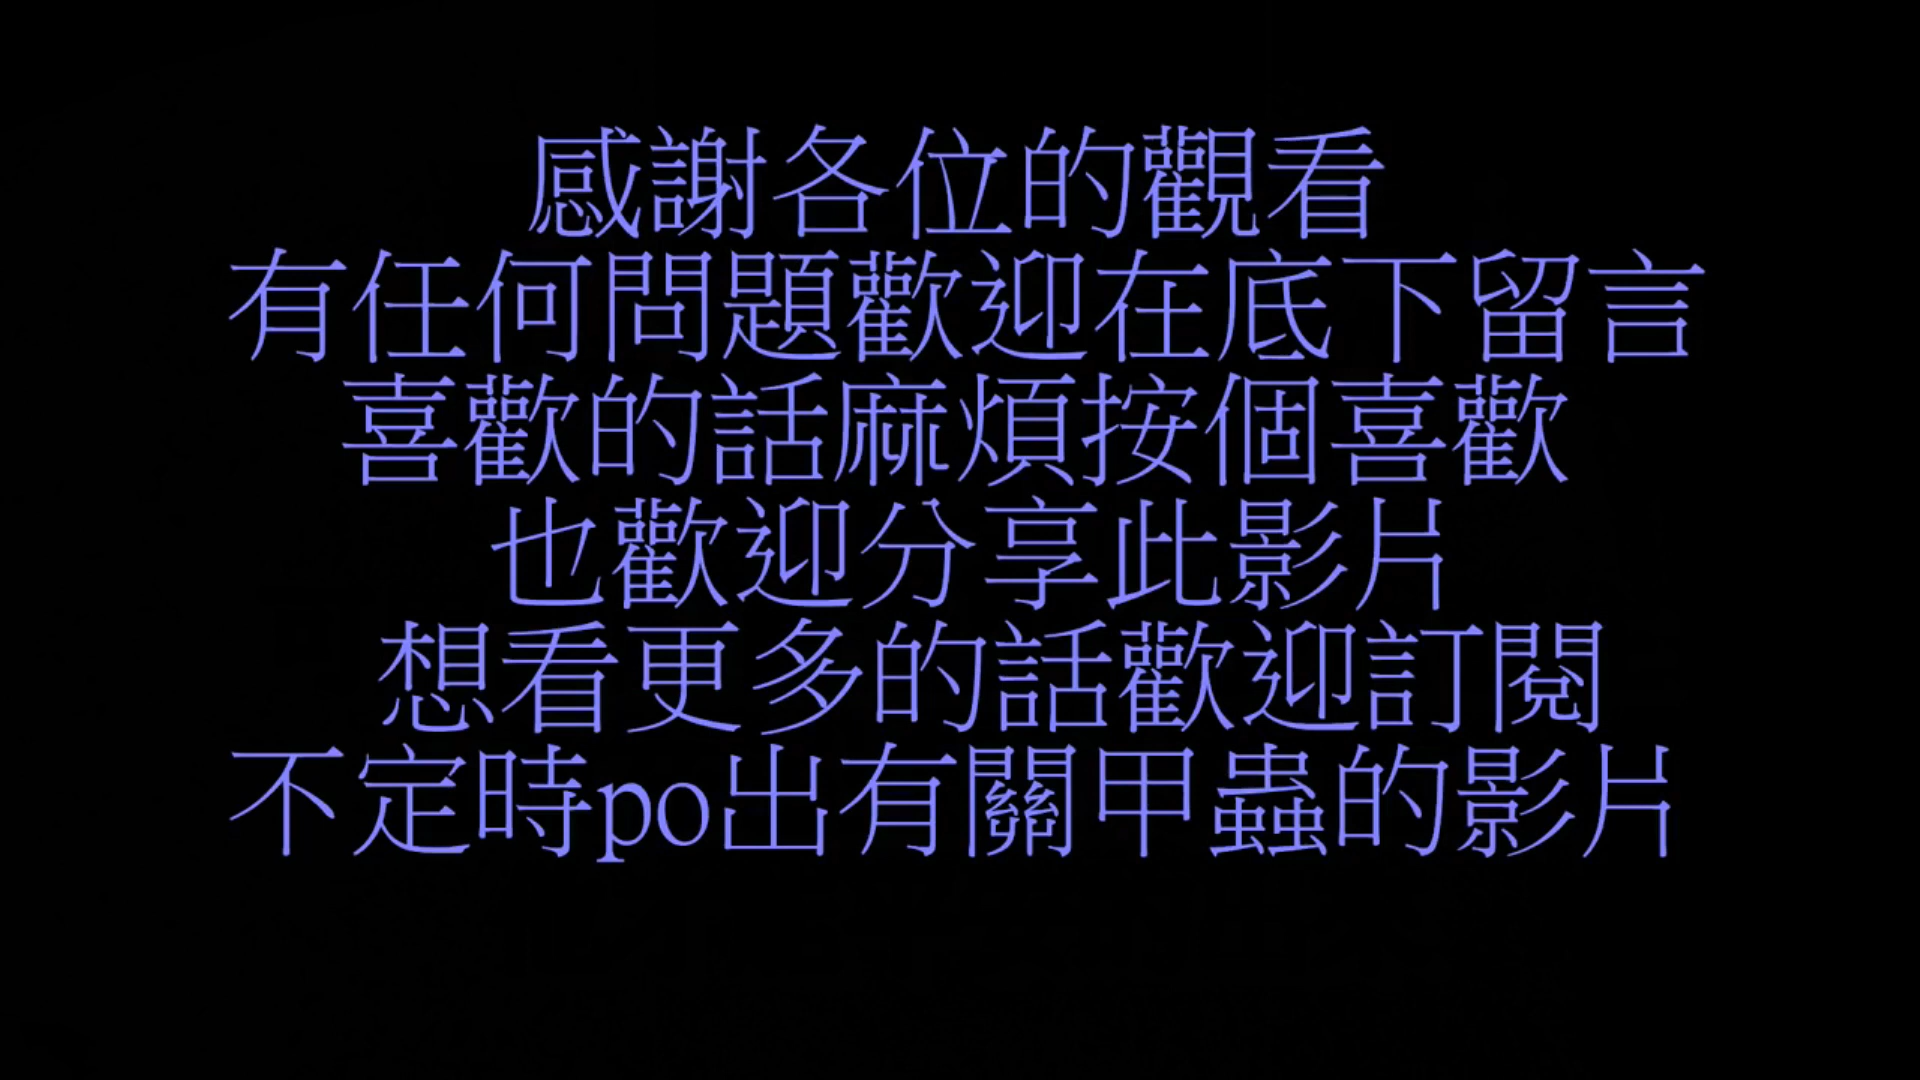 感謝各位的觀看
有任何問題歡迎在底下留言
喜歡的話麻煩按個喜歡
也歡迎分享此影片
想看更多的話歡迎訂閱
不定時po出有關甲蟲的影片